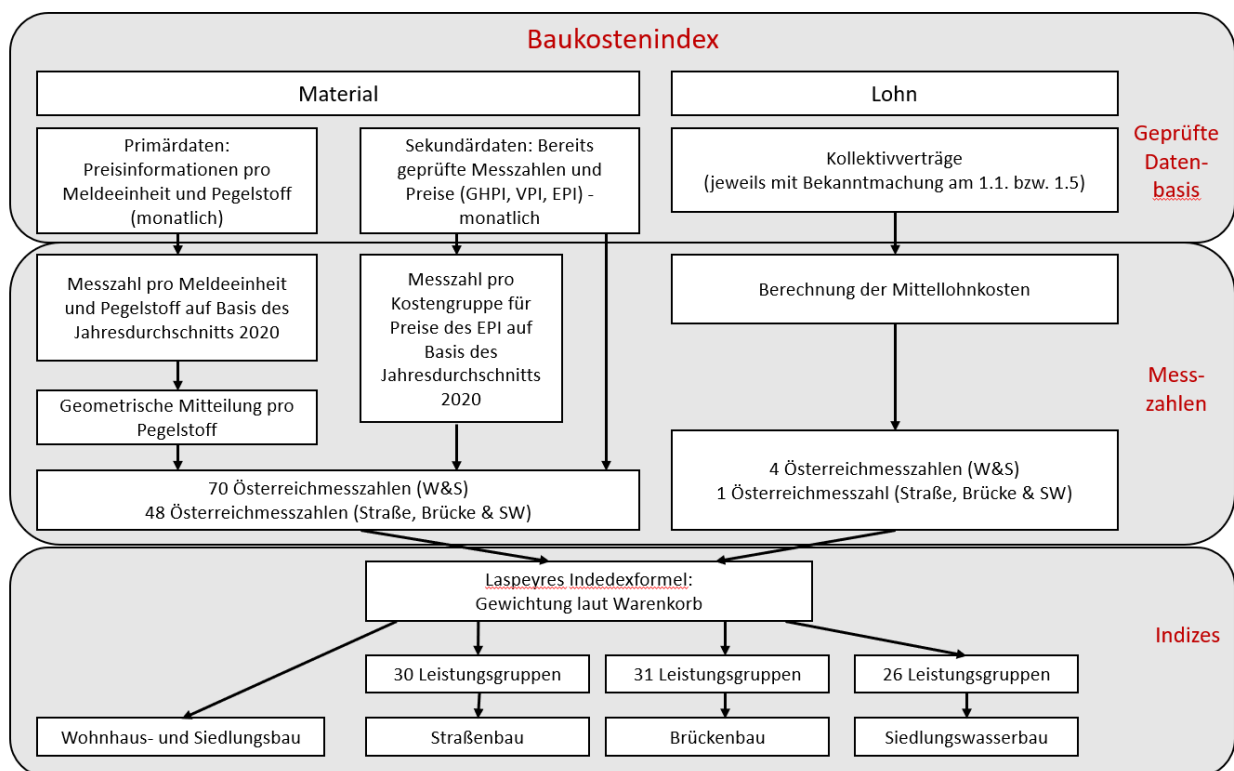 Baukostenindex
Material
Lohn
Primärdaten:
Preisinformationen pro
Meldeeinheit und Pegelstoff
(monatlich)
Sekundärdaten: Bereits
geprüfte Messzahlen und
Preise (GHPI, VPI, EPI) -
monatlich
Kollektivverträge
(jeweils mit Bekanntmachung am 1.1. bzw. 1.5)
Geprüfte
Daten-
basis
Messzahl pro Meldeeinheit
und Pegelstoff auf Basis des
Jahresdurchschnitts 2020
Messzahl pro
Kostengruppe für
Preise des EPI auf
Basis des
Jahresdurchschnitts
2020
Berechnung der Mittellohnkosten
Geometrische Mitteilung pro
Pegelstoff
Mess-
zahlen
70 Österreichmesszahlen (W&S)
48 Österreichmesszahlen (Straße, Brücke & SW)
4 Österreichmesszahlen (W&S)
1 Österreichmesszahl (Straße, Brücke & SW)
Laspeyres Indedexformel:
Gewichtung laut Warenkorb
Indizes
30 Leistungsgruppen
31 Leistungsgruppen
26 Leistungsgruppen
Wohnhaus- und Siedlungsbau
Straßenbau
Brückenbau
Siedlungswasserbau